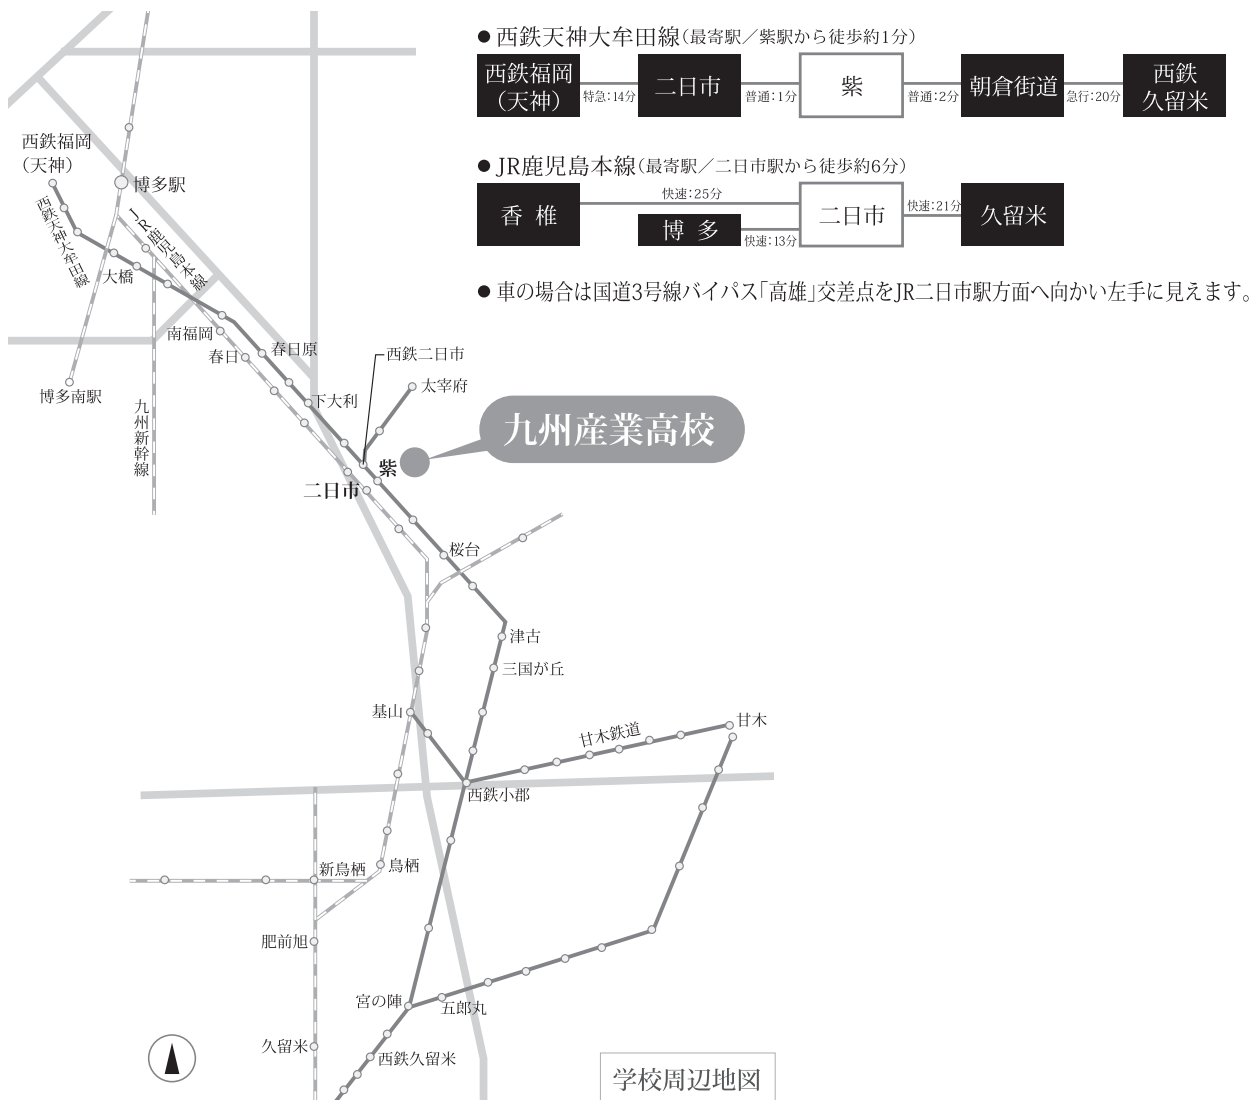 ●西鉄天神大牟田線(最寄駅／紫駅から徒歩約1分)
西鉄福岡
(天神)
特急:14分
二日市
普通:1分
紫
普通:2分
朝倉街道
急行:20分
西鉄
久留米
●JR鹿児島本線(最寄駅／二日市駅から徒歩約6分)
香 椎
快速:25分
博 多
快速:13分
二日市
快速:21分
久留米
●車の場合は国道3号線バイパス「高雄」交差点をJR二日市駅方面へ向かい左手に見えます。
西鉄福岡
(天神)
博多駅
西鉄天神大牟田線
JR鹿児島本線
大橋
南福岡
春日
春日原
博多南駅
九州新幹線
下大利
西鉄二日市
太宰府
九州産業高校
紫
二日市
桜台
津古
三国が丘
基山
甘木鉄道
甘木
西鉄小郡
新鳥栖
鳥栖
肥前旭
宮の陣
五郎丸
久留米
西鉄久留米
学校周辺地図